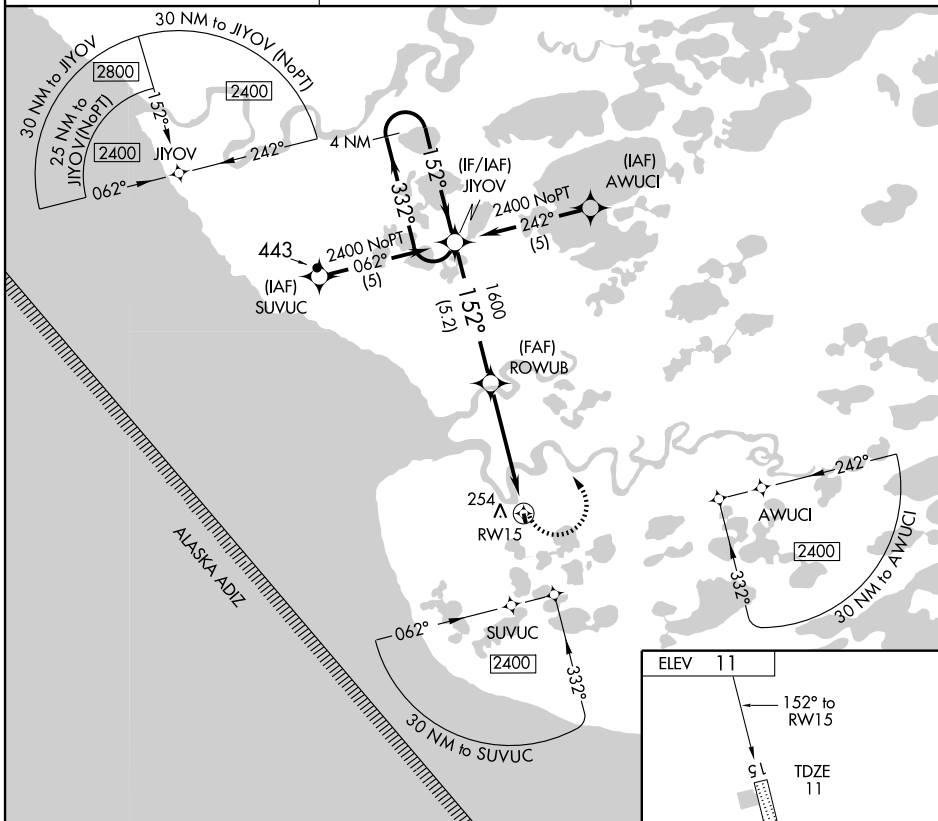 30 NM to JIYOV (NoPT)
30 NM to JIYOV
2800
2400
25 NM to
JIYOV(NoPT)
2400
152°
JIYOV
242°
062°
4 NM
152°
332°
(IF/IAF)
JIYOV
(IAF)
AWUCI
2400 NoPT
242°
(5)
443
2400 NoPT
062°
(5)
(IAF)
SUVUC
1600
152°
(5.2)
(FAF)
ROWUB
254
RW15
ALASKA ADIZ
242°
AWUCI
2400
332°
30 NM to AWUCI
062°
SUVUC
2400
332°
30 NM to SUVUC
ELEV 11
152° to
RW15
15
TDZE
11